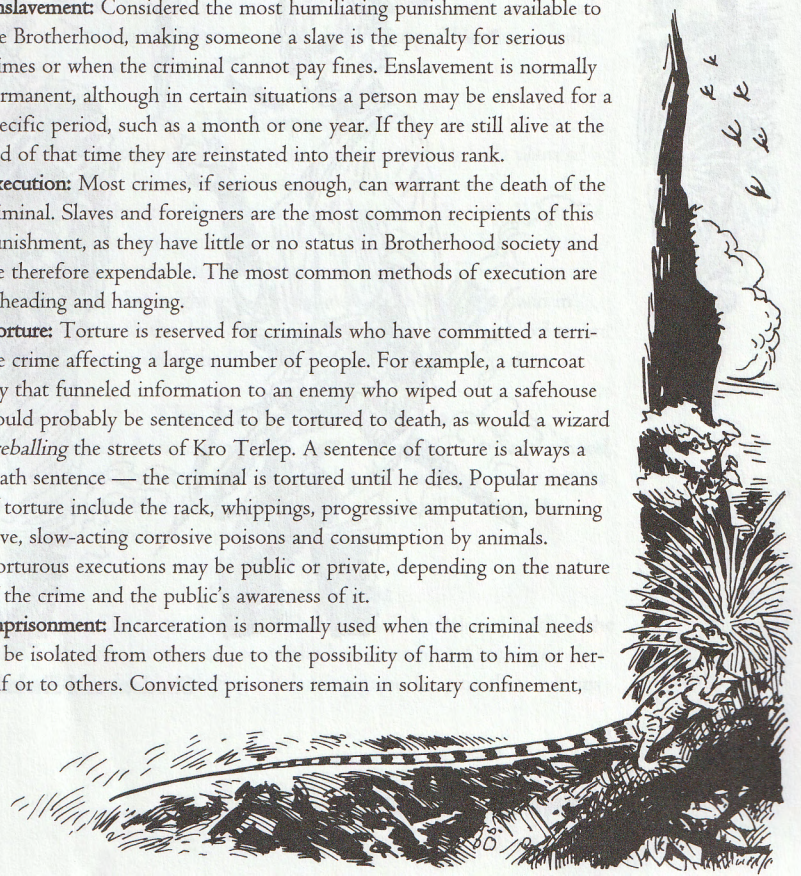 nslavement: Considered the most humiliating punishment available to
e Brotherhood, making someone a slave is the penalty for serious
imes or when the criminal cannot pay fines. Enslavement is normally
rmanent, although in certain situations a person may be enslaved for a
ecific period, such as a month or one year. If they are still alive at the
d of that time they are reinstated into their previous rank.
xecution: Most crimes, if serious enough, can warrant the death of the
iminal. Slaves and foreigners are the most common recipients of this
unishment, as they have little or no status in Brotherhood society and
e therefore expendable. The most common methods of execution are
heading and hanging.
orture: Torture is reserved for criminals who have committed a terri-
e crime affecting a large number of people. For example, a turncoat
y that funneled information to an enemy who wiped out a safehouse
ould probably be sentenced to be tortured to death, as would a wizard
eballing the streets of Kro Terlep. A sentence of torture is always a
ath sentence — the criminal is tortured until he dies. Popular means
f torture include the rack, whippings, progressive amputation, burning
ve, slow-acting corrosive poisons and consumption by animals.
orturous executions may be public or private, depending on the nature
the crime and the public's awareness of it.
mprisonment: Incarceration is normally used when the criminal needs
be isolated from others due to the possibility of harm to him or her-
f or to others. Convicted prisoners remain in solitary confinement,